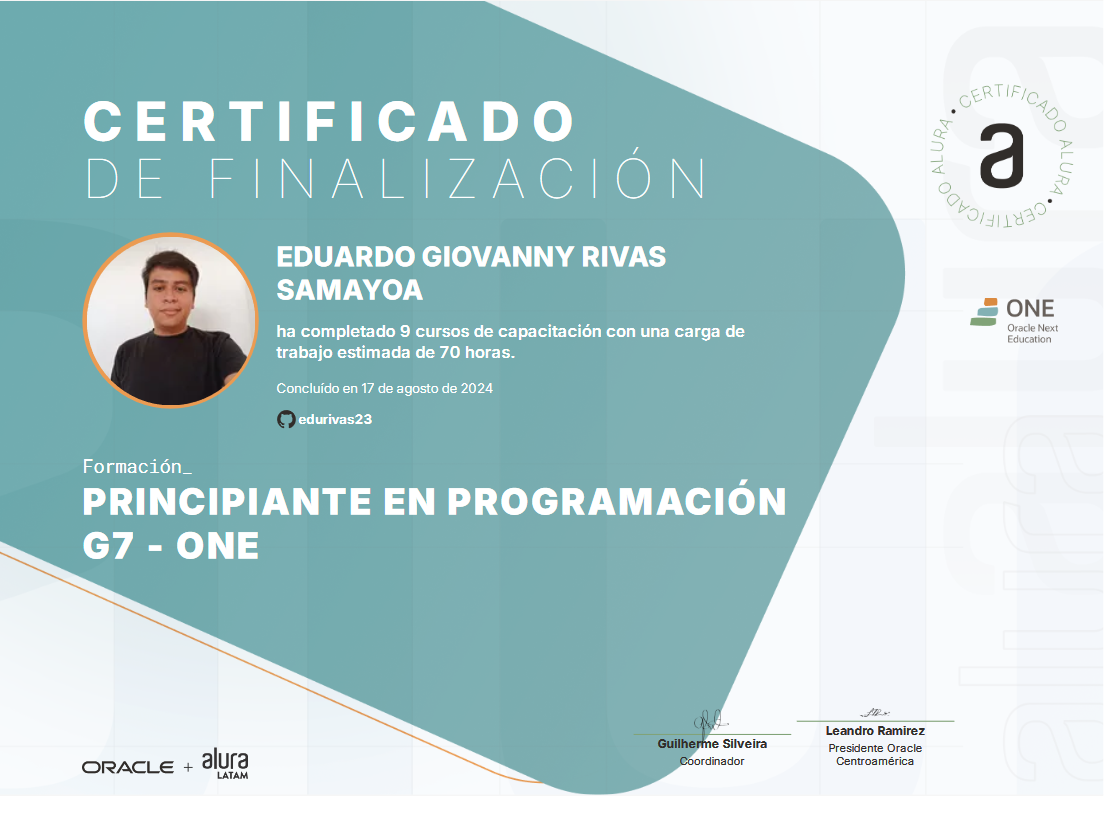 CERTIFICADO
DE FINALIZACIÓN
CERTIFICADO ALURA • CERTIFICADO ALURA •
a
EDUARDO GIOVANNY RIVAS
SAMAYOA
ha completado 9 cursos de capacitación con una carga de
trabajo estimada de 70 horas.
Concluído en 17 de agosto de 2024
edurivas23
ONE
Oracle Next
Education
Formación_
PRINCIPIANTE EN PROGRAMACIÓN
G7 - ONE
Guilherme Silveira
Coordinador
Leandro Ramirez
Presidente Oracle
Centroamérica
ORACLE + alura
LATAM
alura
alura